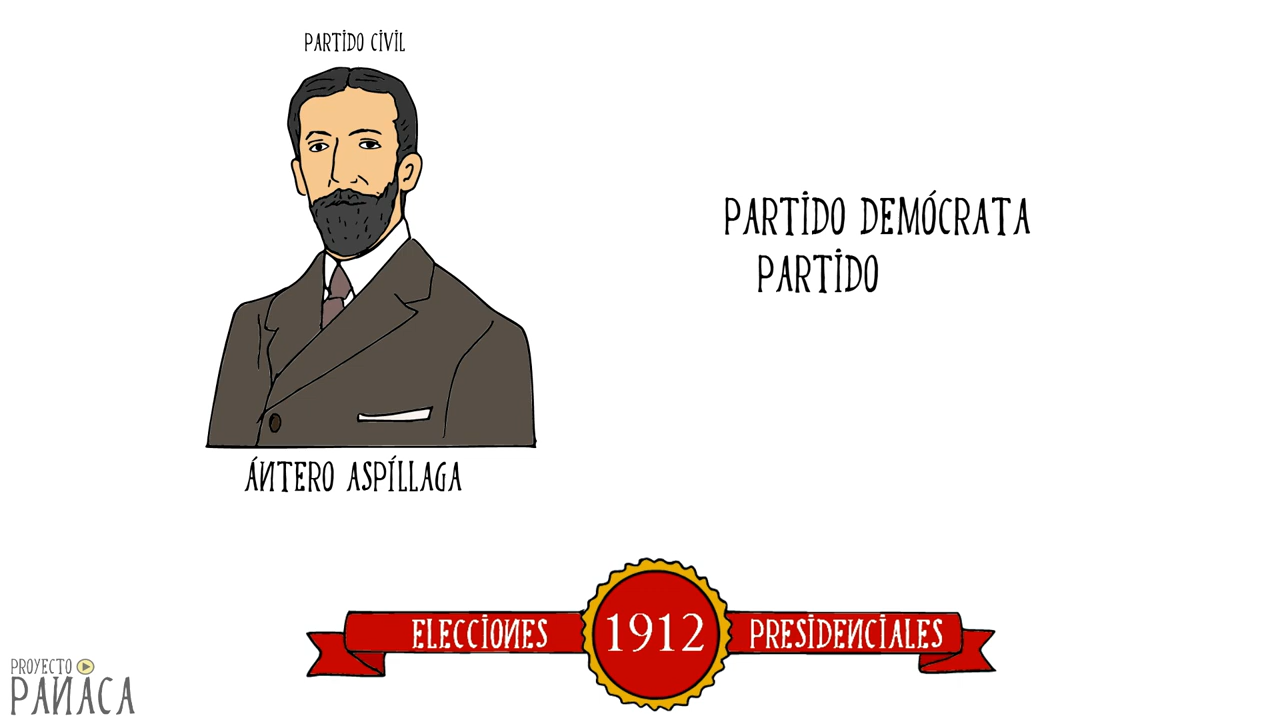 PARTIDO CIVIL
ÁNTERO ASPÍLLAGA
PARTIDO DEMÓCRATA
PARTIDO
ELECCIONES 1912 PRESIDENCIALES
PROYECTO
PANACA